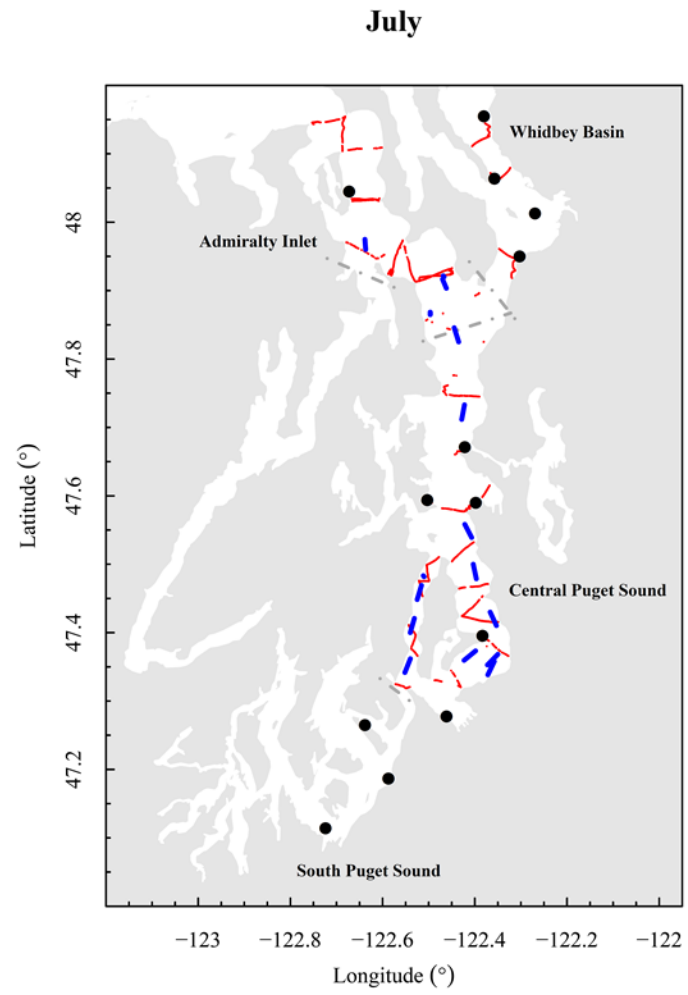 July
Whidbey Basin
Admiralty Inlet
48
47.8
47.6
Latitude (°)
Central Puget Sound
47.4
47.2
South Puget Sound
−123
−122.8
−122.6
−122.4
−122.2
−122
Longitude (°)